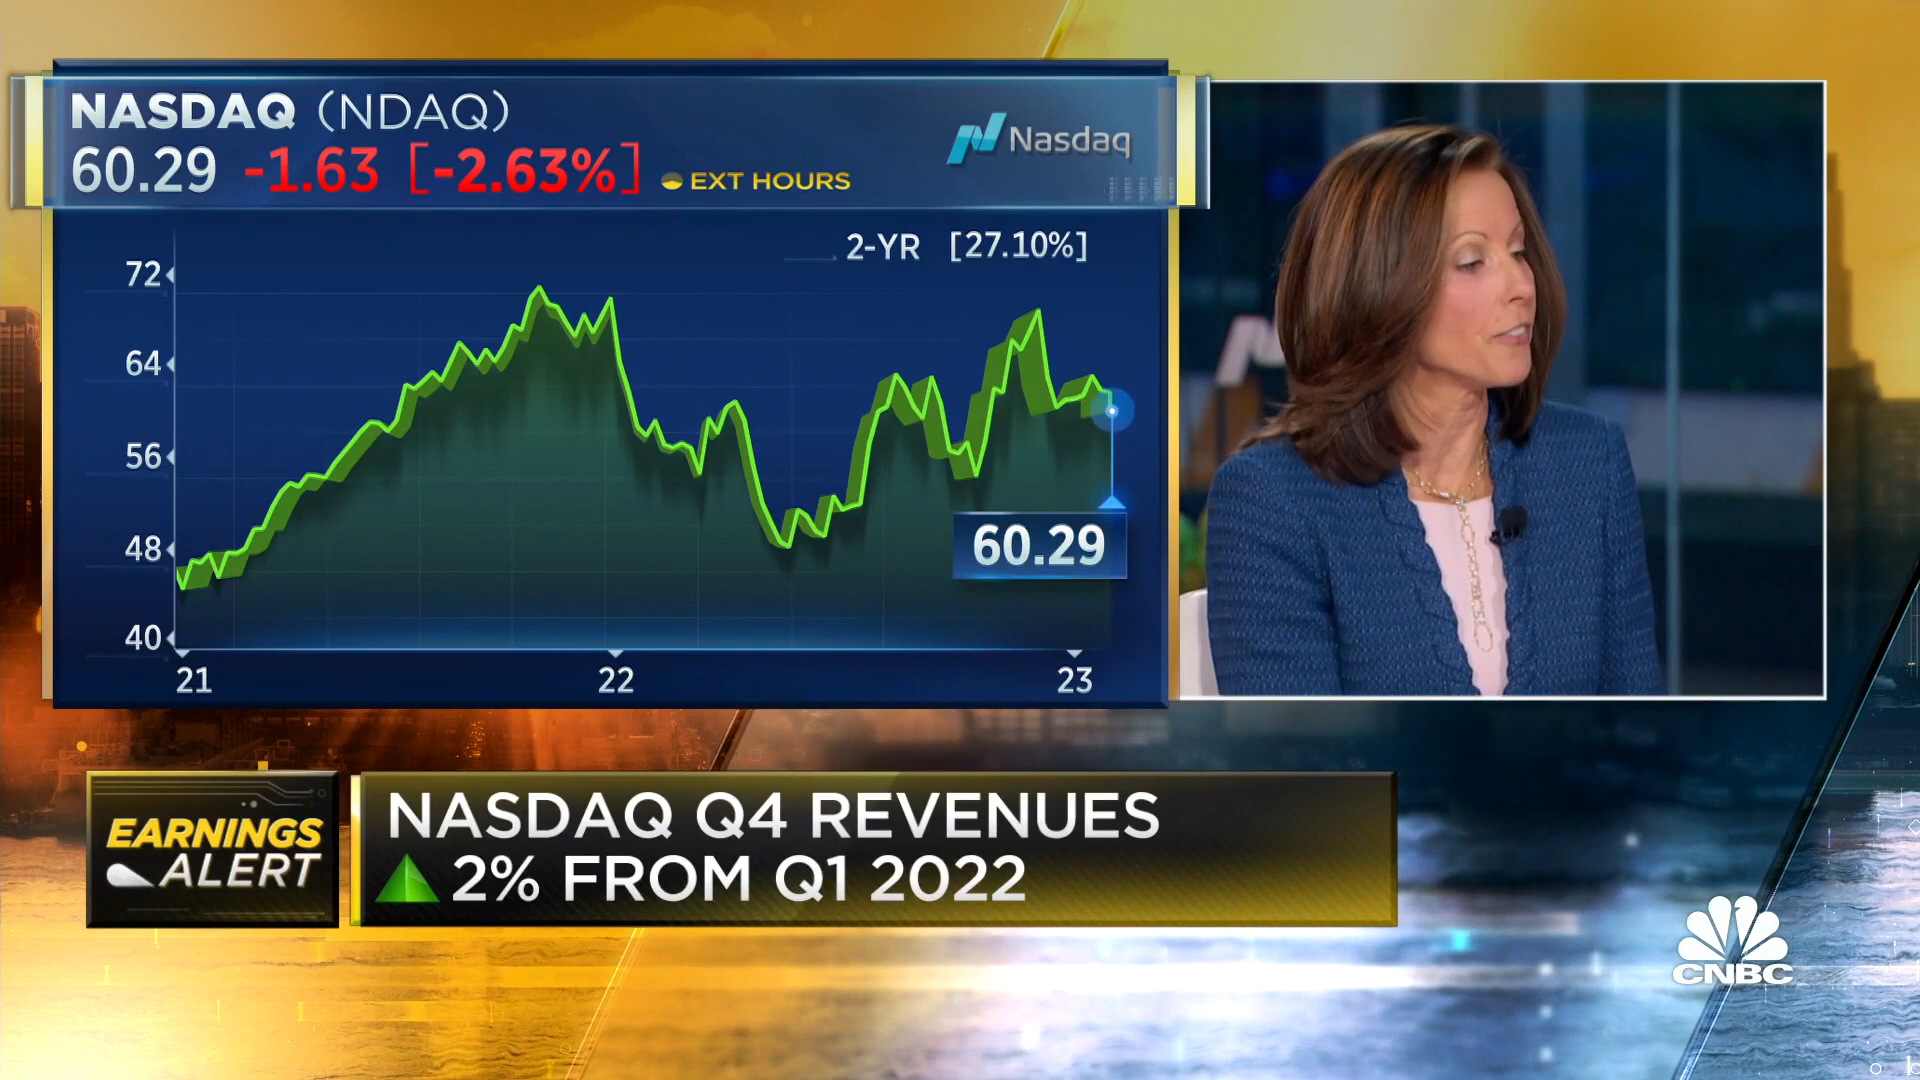 NASDAQ (NDAQ)
60.29 -1.63 [-2.63%] EXT HOURS
Nasdaq
2-YR [27.10%]
72
64
56
48
40
60.29
21 22 23
EARNINGS
ALERT
NASDAQ Q4 REVENUES
2% FROM Q1 2022
CNBC